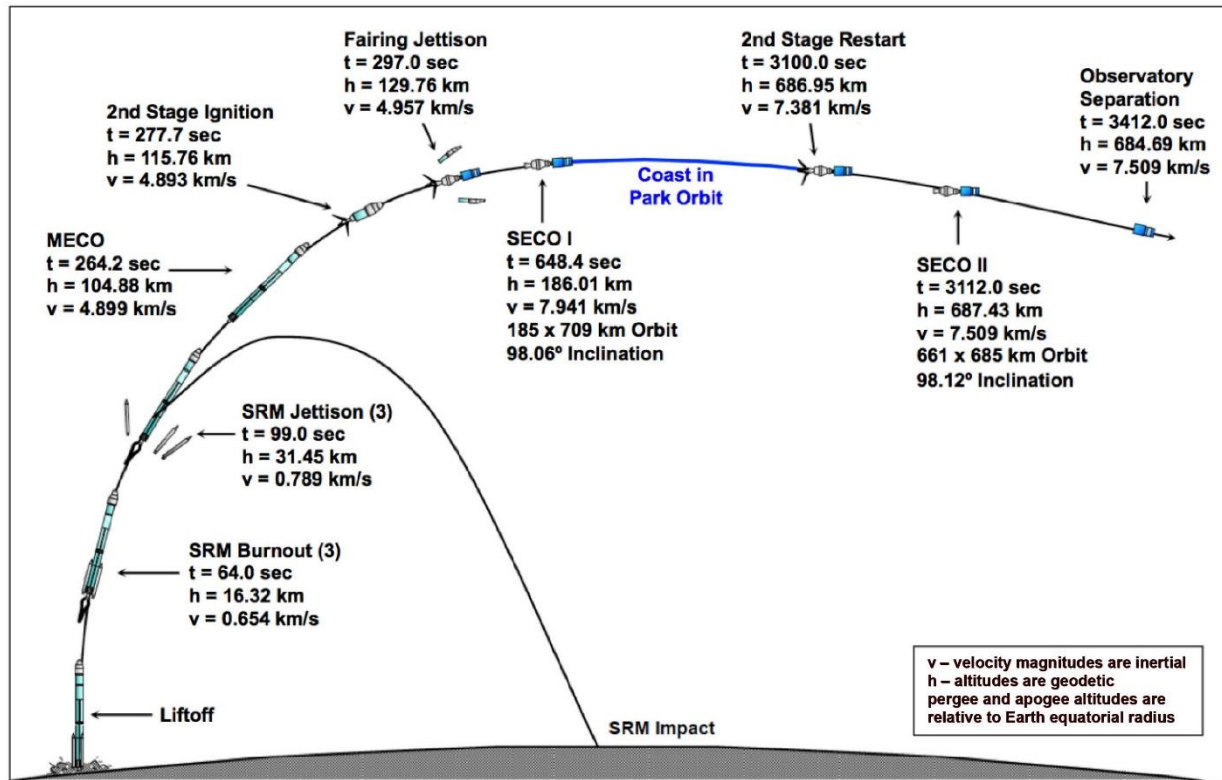 Fairing Jettison
t = 297.0 sec
h = 129.76 km
v = 4.957 km/s
2nd Stage Restart
t = 3100.0 sec
h = 686.95 km
v = 7.381 km/s
Observatory
Separation
t = 3412.0 sec
h = 684.69 km
v = 7.509 km/s
2nd Stage Ignition
t = 277.7 sec
h = 115.76 km
v = 4.893 km/s
Coast in
Park Orbit
MECO
t = 264.2 sec
h = 104.88 km
v = 4.899 km/s
SECO I
t = 648.4 sec
h = 186.01 km
v = 7.941 km/s
185 x 709 km Orbit
98.06º Inclination
SECO II
t = 3112.0 sec
h = 687.43 km
v = 7.509 km/s
661 x 685 km Orbit
98.12º Inclination
SRM Jettison (3)
t = 99.0 sec
h = 31.45 km
v = 0.789 km/s
SRM Burnout (3)
t = 64.0 sec
h = 16.32 km
v = 0.654 km/s
Liftoff
SRM Impact
v – velocity magnitudes are inertial
h – altitudes are geodetic
pergee and apogee altitudes are
relative to Earth equatorial radius